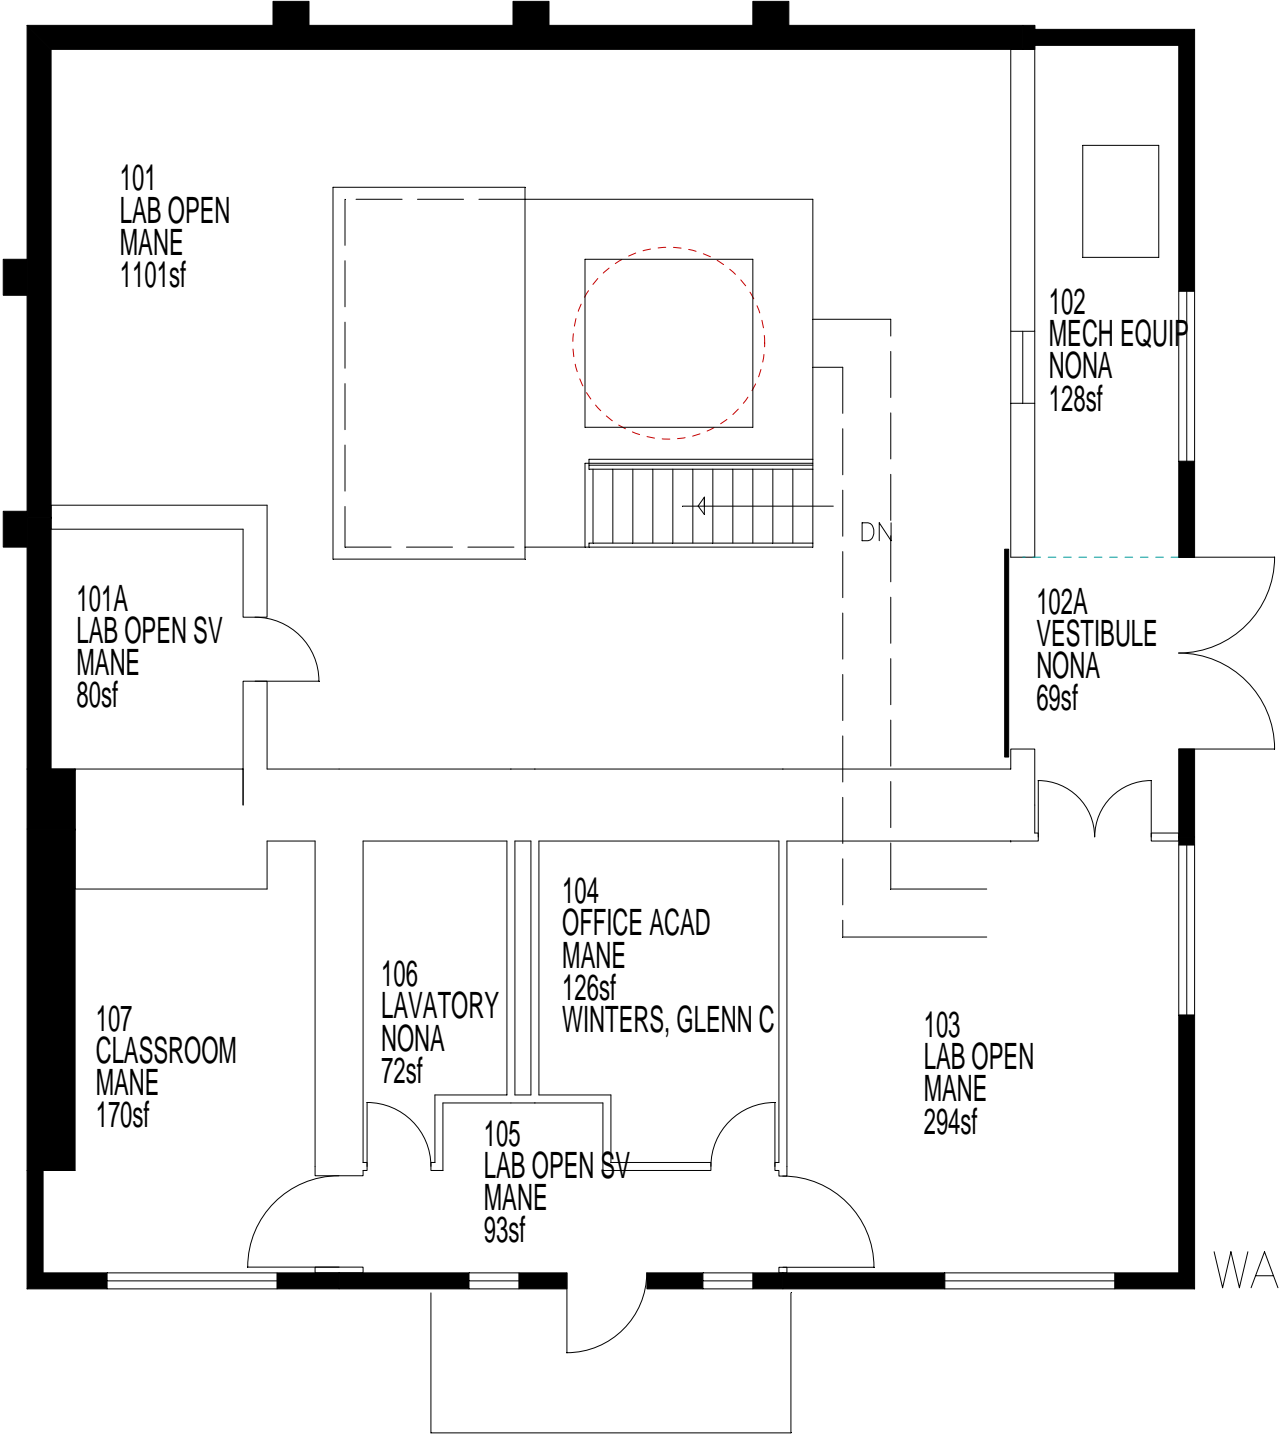 101
LAB OPEN
MANE
1101sf
102
MECH EQUIP
NONA
128sf
DN
101A
LAB OPEN SV
MANE
80sf
102A
VESTIBULE
NONA
69sf
104
OFFICE ACAD
MANE
126sf
WINTERS, GLENN C
106
LAVATORY
NONA
72sf
107
CLASSROOM
MANE
170sf
103
LAB OPEN
MANE
294sf
105
LAB OPEN SV
MANE
93sf
WA